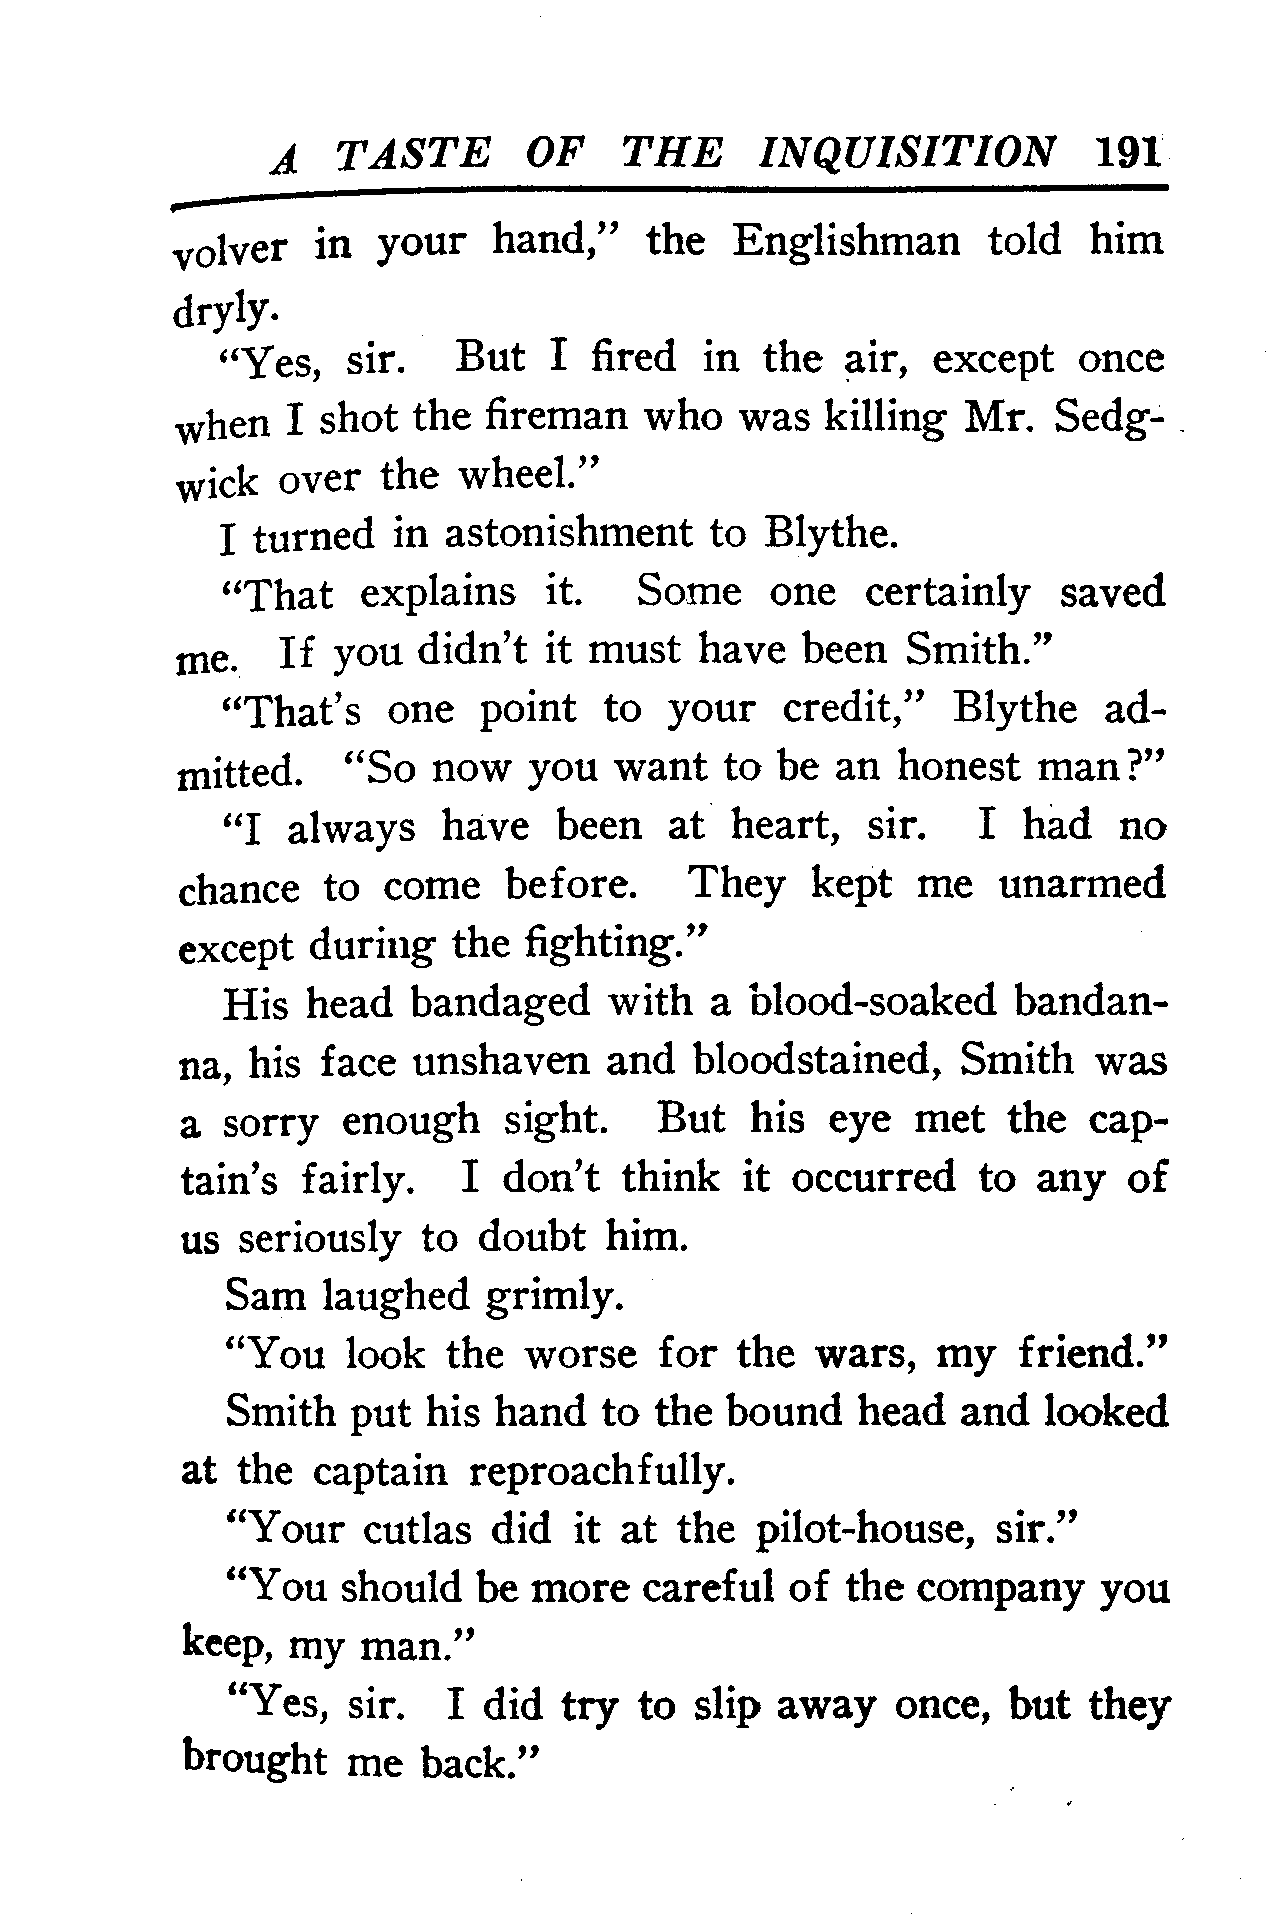 A TASTE OF THE INQUISITION 191
volver in your hand,” the Englishman told him
dryly.
“Yes, sir. But I fired in the air, except once
when I shot the fireman who was killing Mr. Sedg-
wick over the wheel.”
I turned in astonishment to Blythe.
“That explains it. Some one certainly saved
me. If you didn’t it must have been Smith.”
“That’s one point to your credit,” Blythe ad-
mitted. “So now you want to be an honest man?”
“I always have been at heart, sir. I had no
chance to come before. They kept me unarmed
except during the fighting.”
His head bandaged with a blood-soaked bandan-
na, his face unshaven and bloodstained, Smith was
a sorry enough sight. But his eye met the cap-
tain’s fairly. I don’t think it occurred to any of
us seriously to doubt him.
Sam laughed grimly.
“You look the worse for the wars, my friend.”
Smith put his hand to the bound head and looked
at the captain reproachfully.
“Your cutlas did it at the pilot-house, sir.”
“You should be more careful of the company you
keep, my man.”
“Yes, sir. I did try to slip away once, but they
brought me back.”